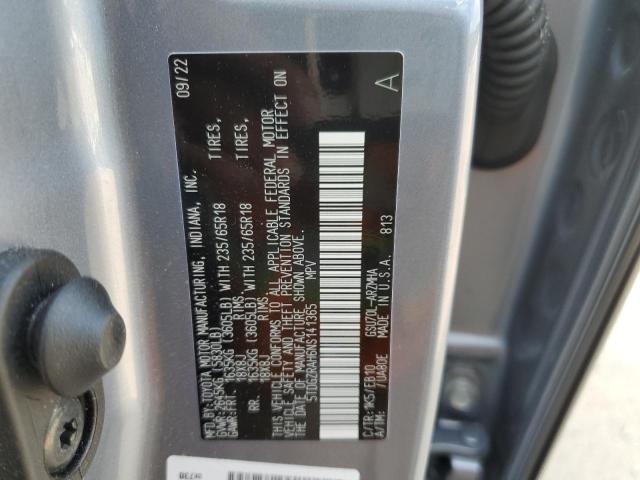 MFD.BY:TOYOTA MOTOR MANUFACTURING, INDIANA, INC. 09/22
GVWR:2645KG (5830LB)
GAWR:FRT. 1635KG (3605LB) WITH 235/65R18 TIRES,
18X8J RIMS
RR. 1635KG (3605LB) WITH 235/65R18 TIRES,
18X8J RIMS
THIS VEHICLE CONFORMS TO ALL APPLICABLE FEDERAL MOTOR
VEHICLE SAFETY AND THEFT PREVENTION STANDARDS IN EFFECT ON
THE DATE OF MANUFACTURE SHOWN ABOVE.
5TDGZRAH6NS141365 MPV
A
C/TR:1K5/EB10 GSU70L-ARZMHA 813
A/TM: -/UA80E MADE IN U.S.A.
0E73B